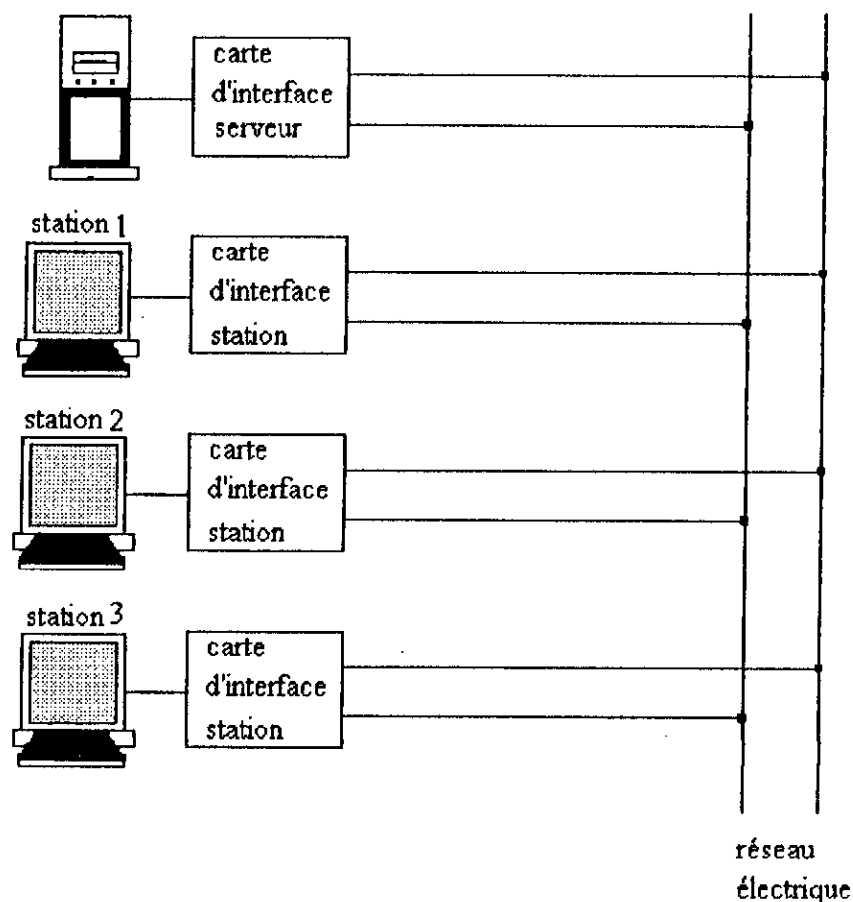 carte
d'interface
serveur
station 1
carte
d'interface
station
station 2
carte
d'interface
station
station 3
carte
d'interface
station
réseau
électrique